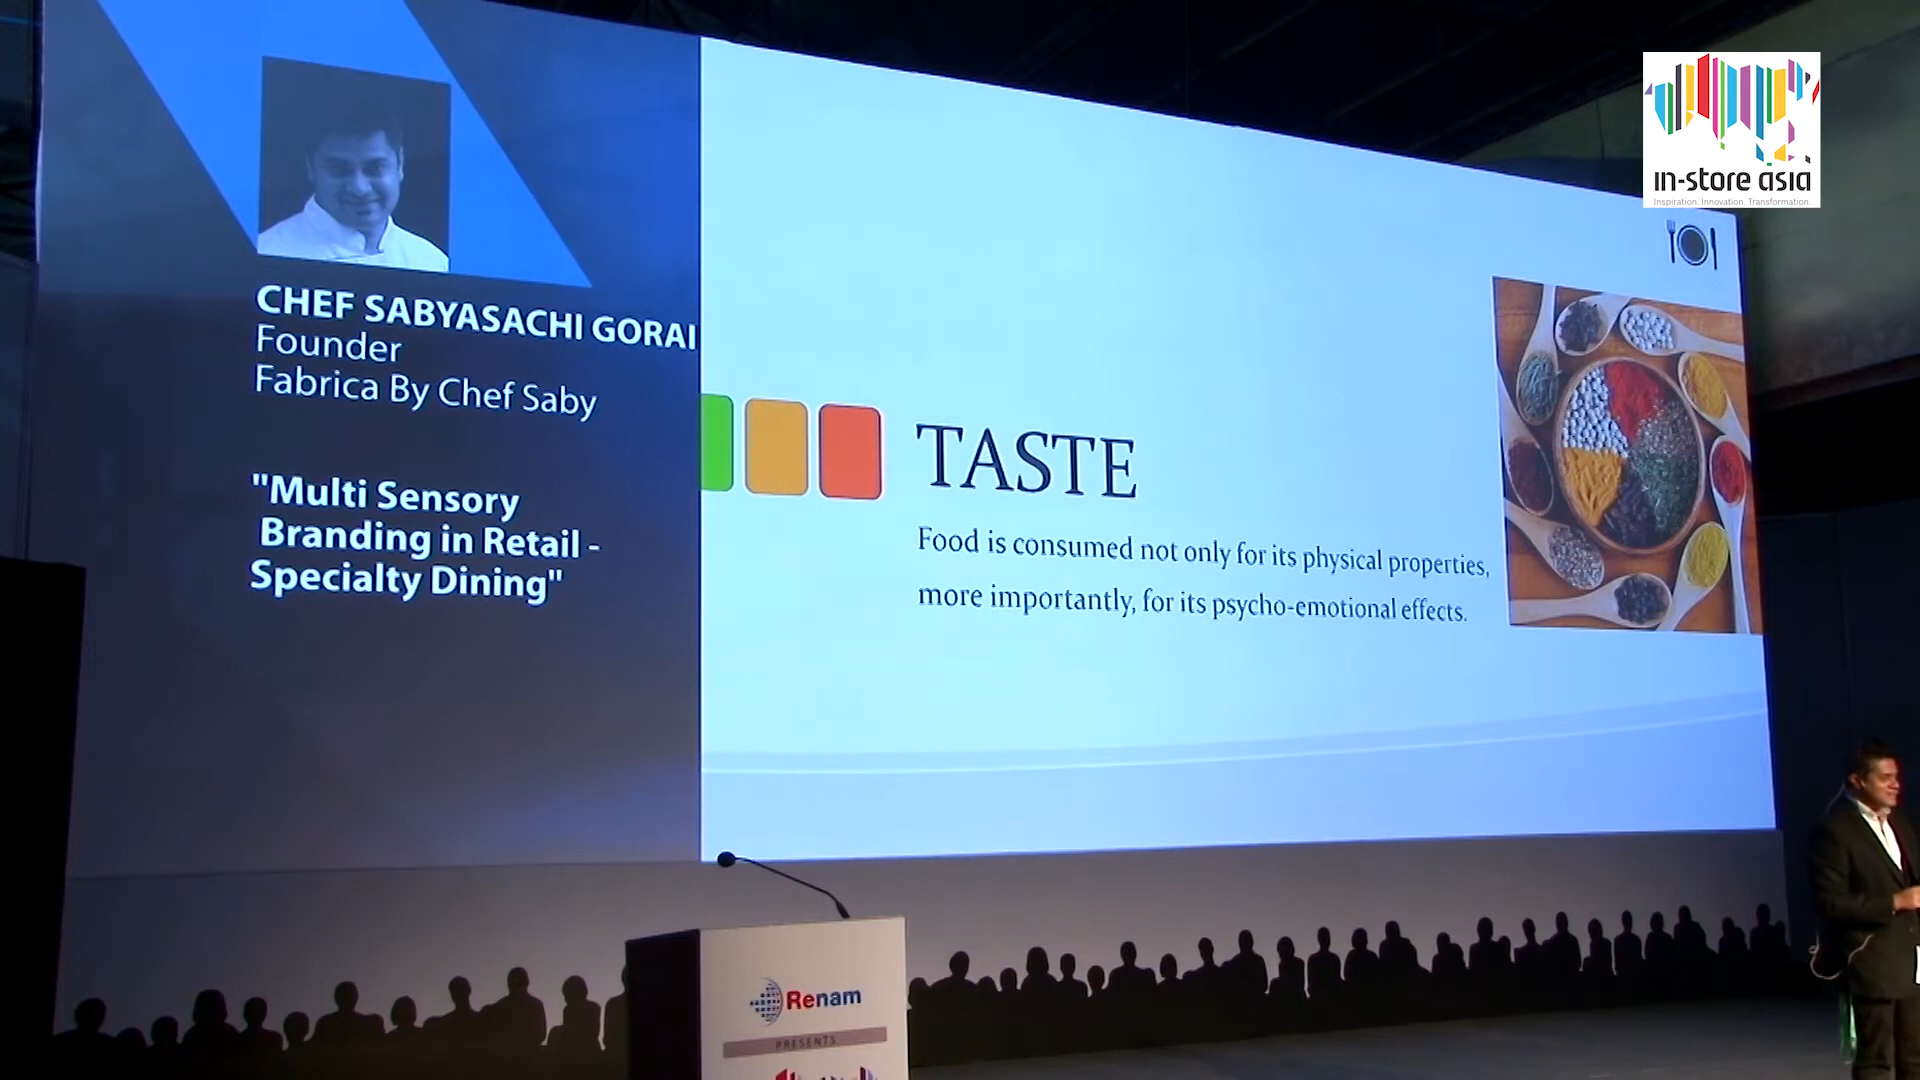 CHEF SABYASACHI GORAI
Founder
Fabrica By Chef Saby
"Multi Sensory
Branding in Retail -
Specialty Dining"
TASTE
Food is consumed not only for its physical properties,
more importantly, for its psycho-emotional effects.
in-store asia
Inspiration. Innovation. Transformation.
Renam
PRESENTS